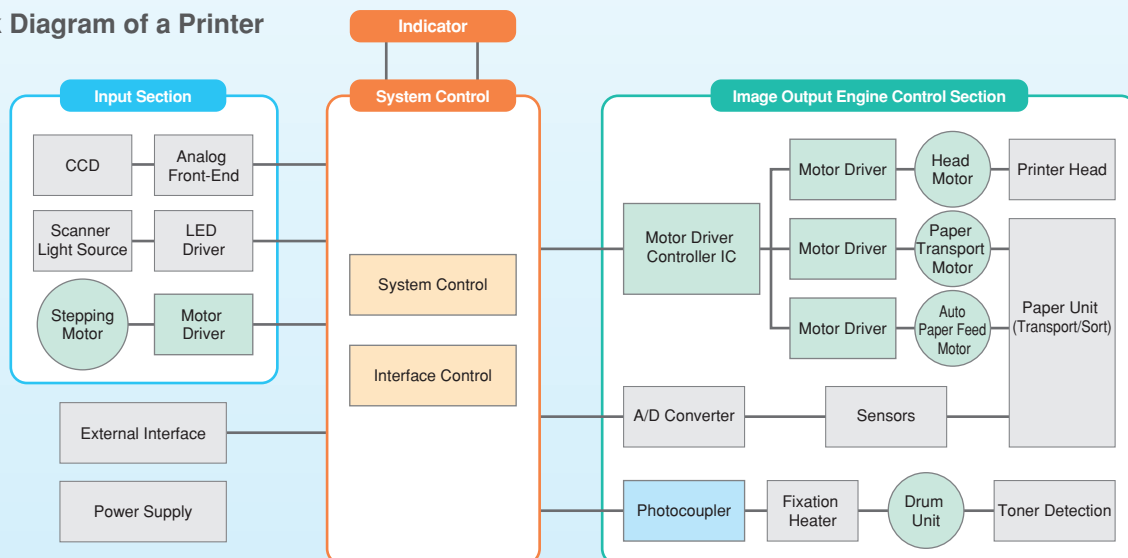 Diagram of a Printer
Indicator
Input Section
System Control
Image Output Engine Control Section
CCD
Analog
Front-End
Motor Driver
Head
Motor
Printer Head
Scanner
Light Source
LED
Driver
Motor Driver
Controller IC
Motor Driver
Paper
Transport
Motor
System Control
Stepping
Motor
Motor
Driver
Motor Driver
Auto
Paper Feed
Motor
Paper Unit
(Transport/Sort)
Interface Control
External Interface
A/D Converter
Sensors
Power Supply
Photocoupler
Fixation
Heater
Drum
Unit
Toner Detection